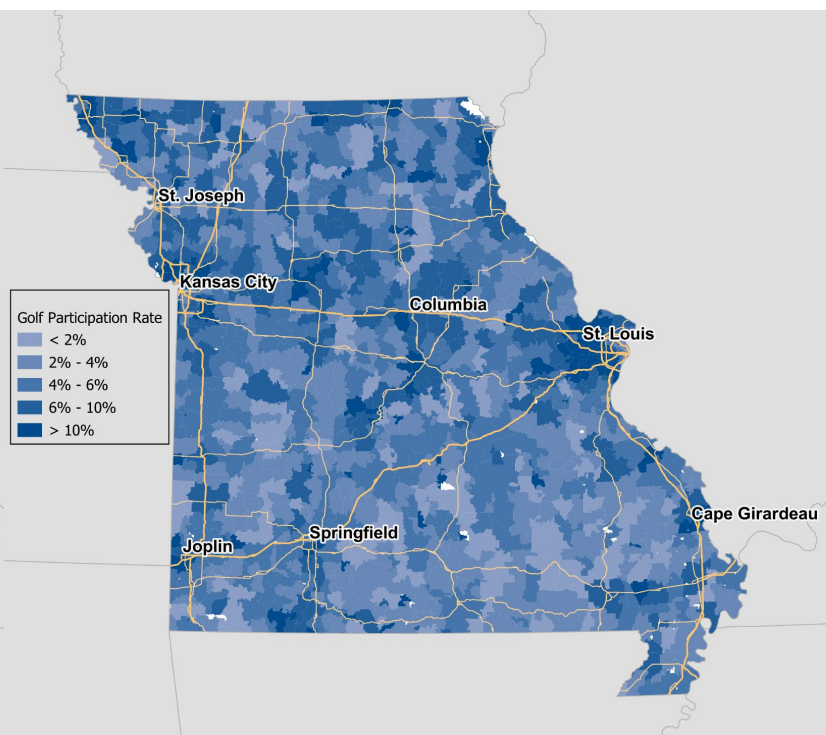 St. Joseph
Kansas City
Columbia
St. Louis
Golf Participation Rate
< 2%
2% - 4%
4% - 6%
6% - 10%
> 10%
Cape Girardeau
Springfield
Joplin